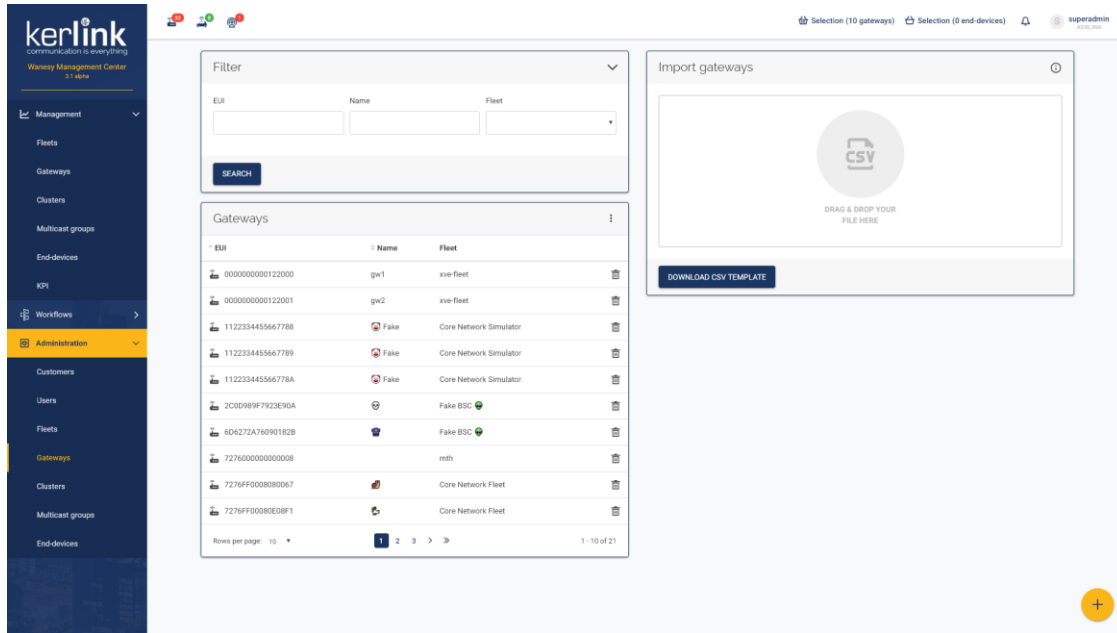 kerlink
communication is everything
Wanesy Management Center
3.1 alpha
Management
Fleets
Gateways
Clusters
Multicast groups
End-devices
KPI
Workflows
Administration
Customers
Users
Fleets
Gateways
Clusters
Multicast groups
End-devices
Selection (10 gateways) Selection (0 end-devices) S superadmin
KERLINK
Filter
EUI Name Fleet
SEARCH
Gateways
EUI Name Fleet
0000000000122000 gw1 xve-fleet
0000000000122001 gw2 xve-fleet
1122334455667788 Fake Core Network Simulator
1122334455667789 Fake Core Network Simulator
112233445566778A Fake Core Network Simulator
2C0D989F7923E90A Fake BSC
6D6272A76090182B Fake BSC
7276000000000008 mth
7276FF0008080067 Core Network Fleet
7276FF00080E08F1 Core Network Fleet
Rows per page: 10 1 2 3 1 - 10 of 21
Import gateways
CSV
DRAG & DROP YOUR
FILE HERE
DOWNLOAD CSV TEMPLATE